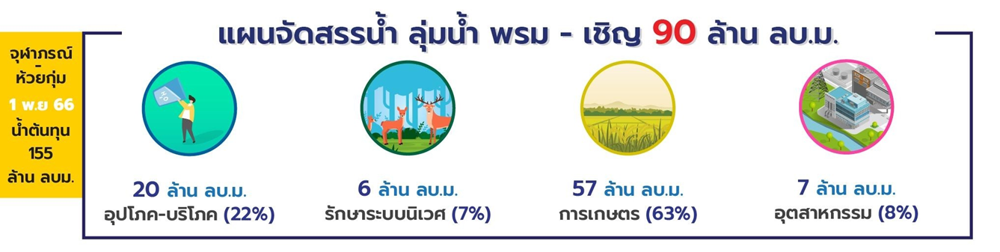 แผนจัดสรรน้ำ ลุ่มน้ำ พรม - เชิญ 90 ล้าน ลบ.ม.
จุฬาภรณ์
-
ห้วยกุ่ม
1 พ.ย 66
น้ำต้นทุน
155
ล้าน ลบม.
H2O
20 ล้าน ลบ.ม.
อุปโภค-บริโภค (22%)
6 ล้าน ลบ.ม.
รักษาระบบนิเวศ (7%)
57 ล้าน ลบ.ม.
การเกษตร (63%)
7 ล้าน ลบ.ม.
อุตสาหกรรม (8%)